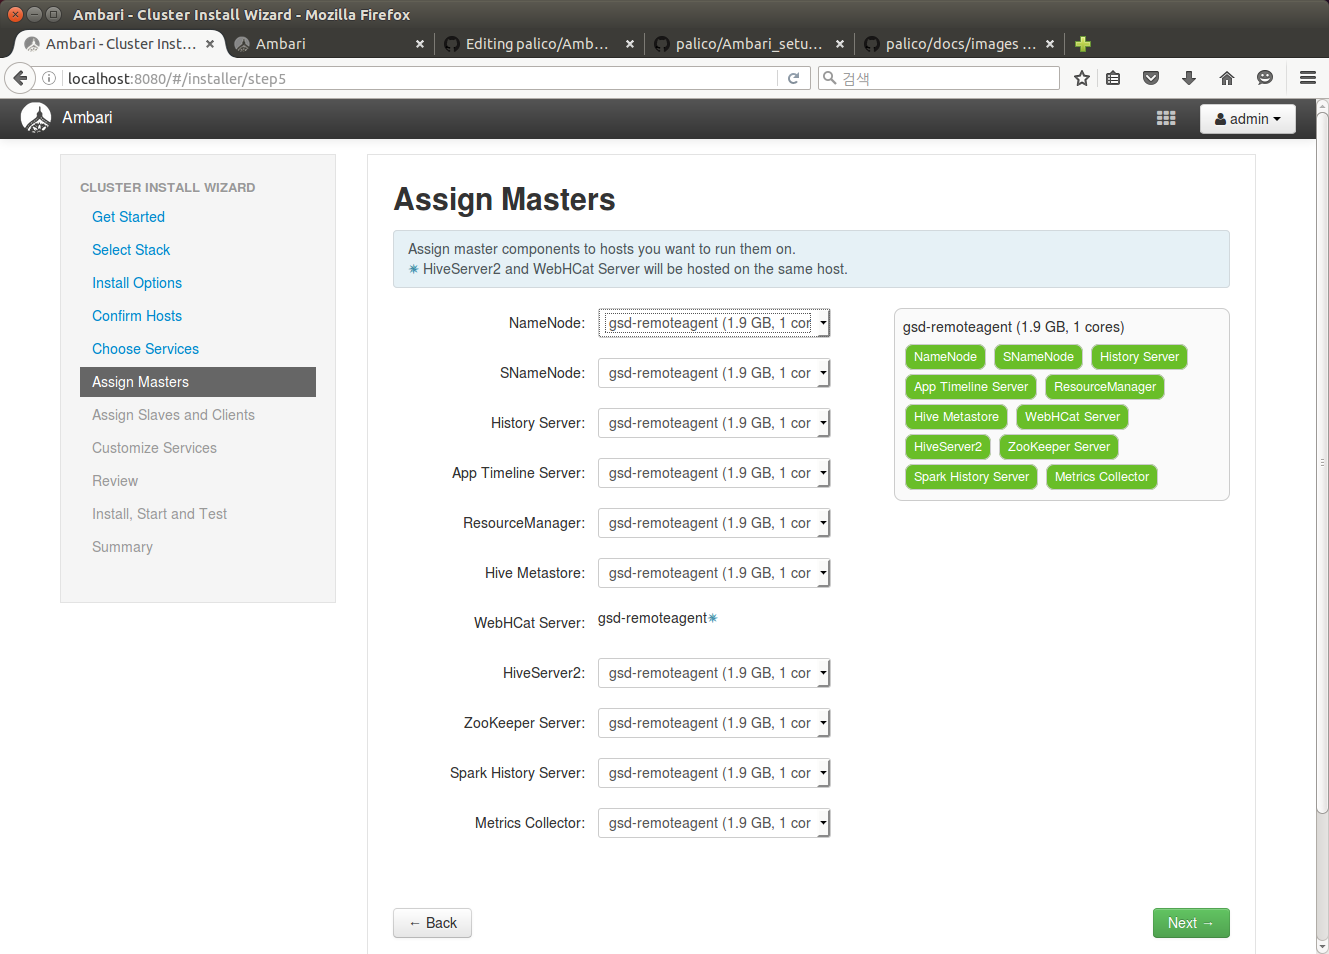 Ambari - Cluster Install Wizard - Mozilla Firefox
Ambari - Cluster Inst... ×
Ambari ×
Editing palico/Amb... ×
palico/Ambari_setu... ×
palico/docs/images ... ×
localhost:8080/#/installer/step5
검색
Ambari
admin
CLUSTER INSTALL WIZARD
Get Started
Select Stack
Install Options
Confirm Hosts
Choose Services
Assign Masters
Assign Slaves and Clients
Customize Services
Review
Install, Start and Test
Summary
Assign Masters
Assign master components to hosts you want to run them on.
✷ HiveServer2 and WebHCat Server will be hosted on the same host.
NameNode: gsd-remoteagent (1.9 GB, 1 cor
SNameNode: gsd-remoteagent (1.9 GB, 1 cor
History Server: gsd-remoteagent (1.9 GB, 1 cor
App Timeline Server: gsd-remoteagent (1.9 GB, 1 cor
ResourceManager: gsd-remoteagent (1.9 GB, 1 cor
Hive Metastore: gsd-remoteagent (1.9 GB, 1 cor
WebHCat Server: gsd-remoteagent✷
HiveServer2: gsd-remoteagent (1.9 GB, 1 cor
ZooKeeper Server: gsd-remoteagent (1.9 GB, 1 cor
Spark History Server: gsd-remoteagent (1.9 GB, 1 cor
Metrics Collector: gsd-remoteagent (1.9 GB, 1 cor
gsd-remoteagent (1.9 GB, 1 cores)
NameNode SNameNode History Server
App Timeline Server ResourceManager
Hive Metastore WebHCat Server
HiveServer2 ZooKeeper Server
Spark History Server Metrics Collector
← Back
Next →